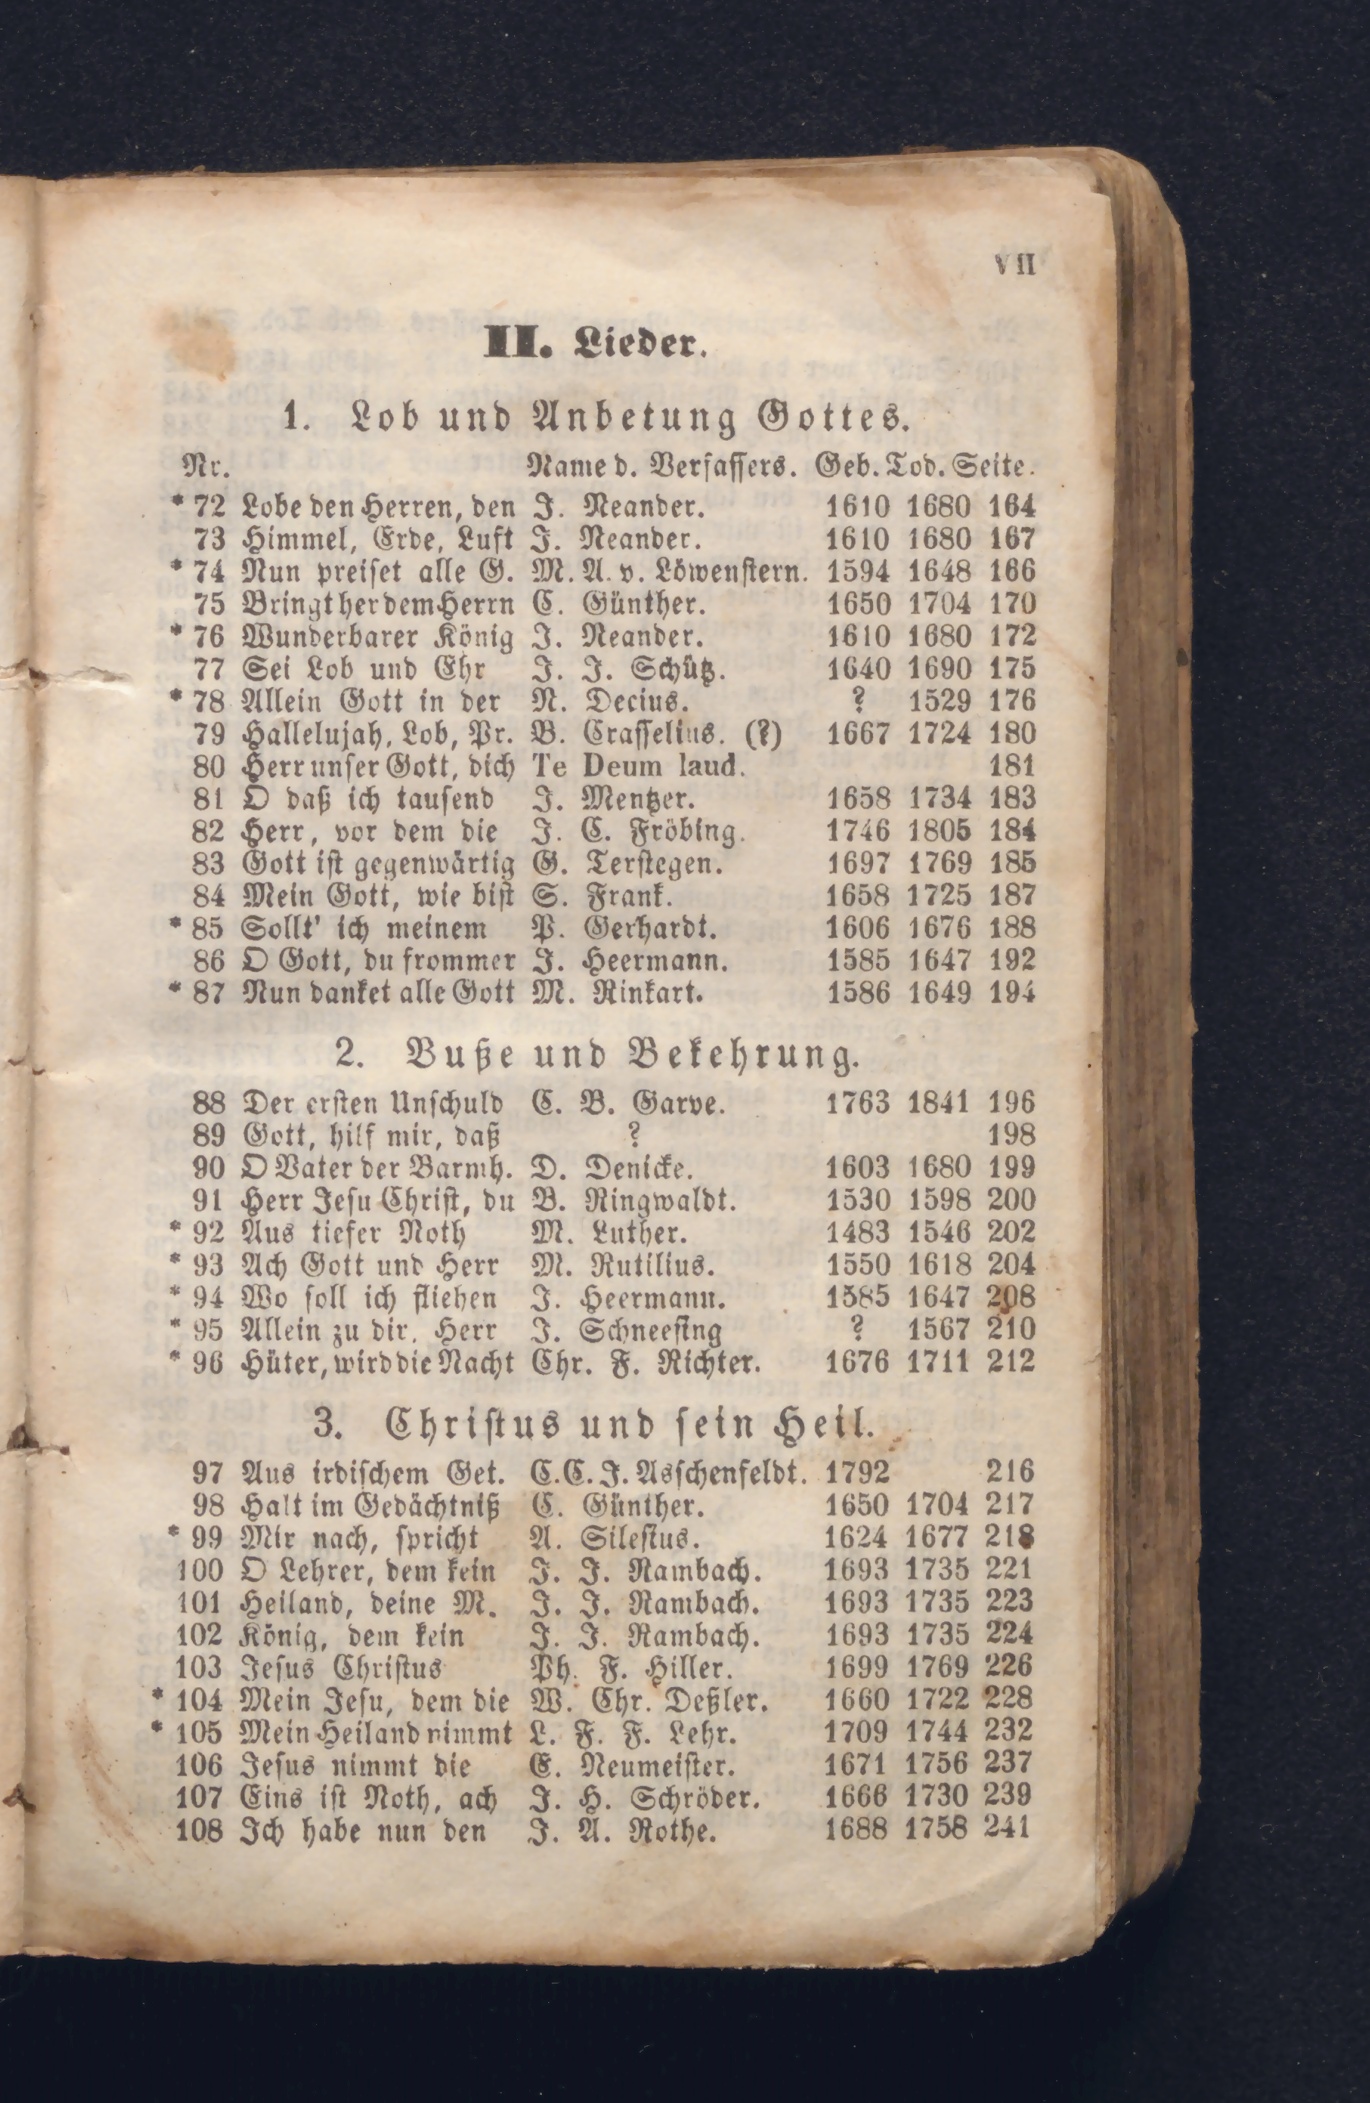 VII
II. Lieder.
1. Lob und Anbetung Gottes.
Nr. Name d. Verfassers. Geb. Tod. Seite.
* 72 Lobe den Herren, den J. Neander. 1610 1680 164
73 Himmel, Erde, Luft J. Neander. 1610 1680 167
* 74 Nun preiset alle G. M. A. v. Löwenstern. 1594 1648 166
75 Bringt her dem Herrn C. Günther. 1650 1704 170
* 76 Wunderbarer König J. Neander. 1610 1680 172
77 Sei Lob und Ehr J. J. Schütz. 1640 1690 175
* 78 Allein Gott in der N. Decius. ? 1529 176
79 Hallelujah, Lob, Pr. B. Crasselius. (?) 1667 1724 180
80 Herr unser Gott, dich Te Deum laud. 181
81 O daß ich tausend J. Mentzer. 1658 1734 183
82 Herr, vor dem die J. C. Fröbing. 1746 1805 184
83 Gott ist gegenwärtig G. Terstegen. 1697 1769 185
84 Mein Gott, wie bist S. Frank. 1658 1725 187
* 85 Sollt' ich meinem P. Gerhardt. 1606 1676 188
86 O Gott, du frommer J. Heermann. 1585 1647 192
* 87 Nun danket alle Gott M. Rinkart. 1586 1649 194
2. Buße und Bekehrung.
88 Der ersten Unschuld C. B. Garve. 1763 1841 196
89 Gott, hilf mir, daß ? 198
90 O Vater der Barmh. D. Denicke. 1603 1680 199
91 Herr Jesu Christ, du B. Ringwaldt. 1530 1598 200
* 92 Aus tiefer Noth M. Luther. 1483 1546 202
* 93 Ach Gott und Herr M. Rutilius. 1550 1618 204
* 94 Wo soll ich fliehen J. Heermann. 1585 1647 208
* 95 Allein zu dir, Herr J. Schneesing ? 1567 210
* 96 Hüter, wird die Nacht Chr. F. Richter. 1676 1711 212
3. Christus und sein Heil.
97 Aus irdischem Get. C. C. J. Asschenfeldt. 1792 216
98 Halt im Gedächtniß C. Günther. 1650 1704 217
* 99 Mir nach, spricht A. Silesius. 1624 1677 218
100 O Lehrer, dem kein J. J. Rambach. 1693 1735 221
101 Heiland, deine M. J. J. Rambach. 1693 1735 223
102 König, dem kein J. J. Rambach. 1693 1735 224
103 Jesus Christus Ph. F. Hiller. 1699 1769 226
* 104 Mein Jesu, dem die W. Chr. Deßler. 1660 1722 228
* 105 Mein Heiland nimmt L. F. F. Lehr. 1709 1744 232
106 Jesus nimmt die E. Neumeister. 1671 1756 237
107 Eins ist Noth, ach J. H. Schröder. 1666 1730 239
108 Ich habe nun den J. A. Rothe. 1688 1758 241